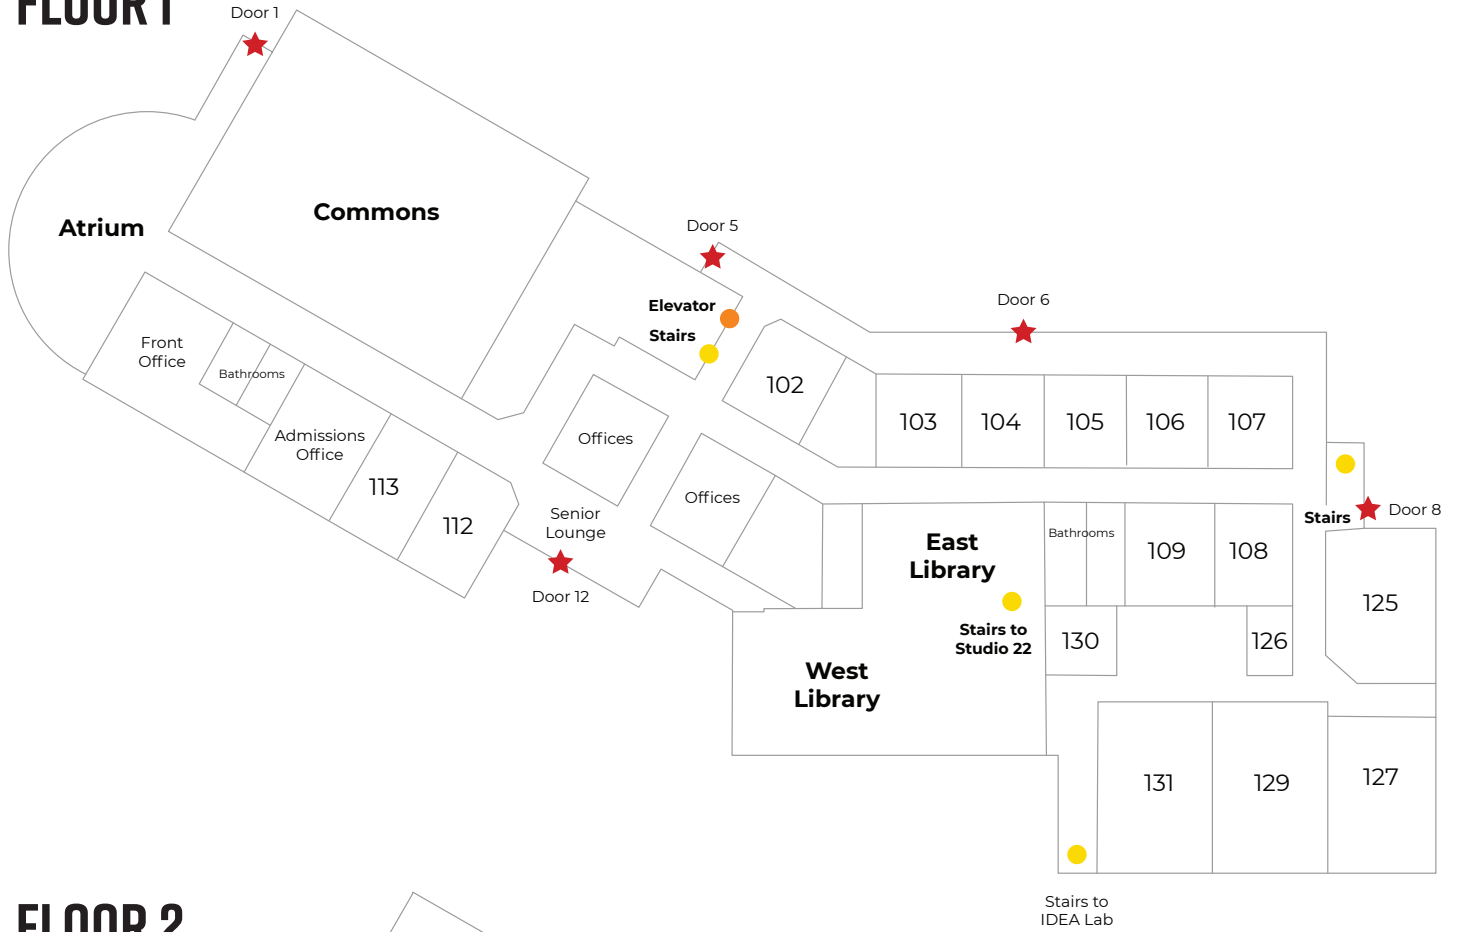 FLOOR 1
Door 1
Atrium
Commons
Door 5
Elevator
Stairs
Door 6
Front
Office
Bathrooms
Admissions
Office
113
112
Offices
Offices
Senior
Lounge
Door 12
102
103
104
105
106
107
Stairs
Door 8
East
Library
Bathrooms
109
108
Stairs to
Studio 22
130
126
125
West
Library
131
129
127
Stairs to
IDEA Lab
FLOOR 2